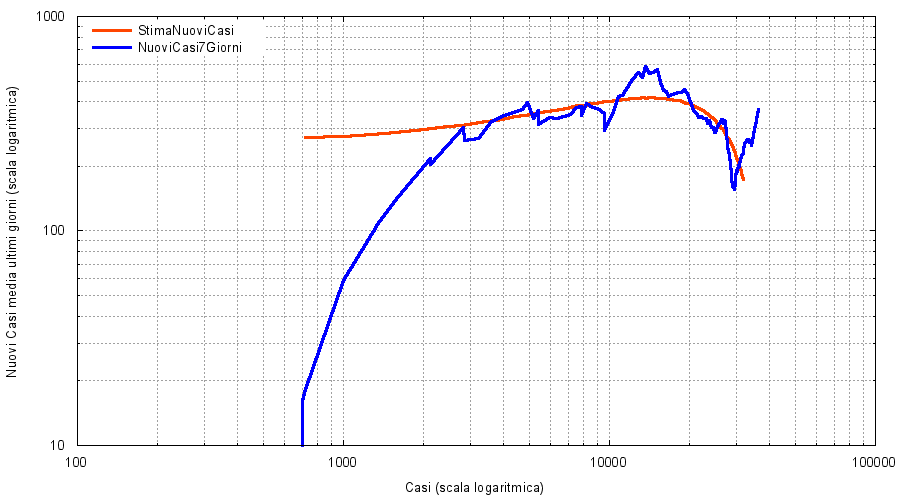 1000
StimaNuoviCasi
NuoviCasi7Giorni
Nuovi Casi media ultimi giorni (scala logaritmica)
100
10
100
1000
10000
100000
Casi (scala logaritmica)